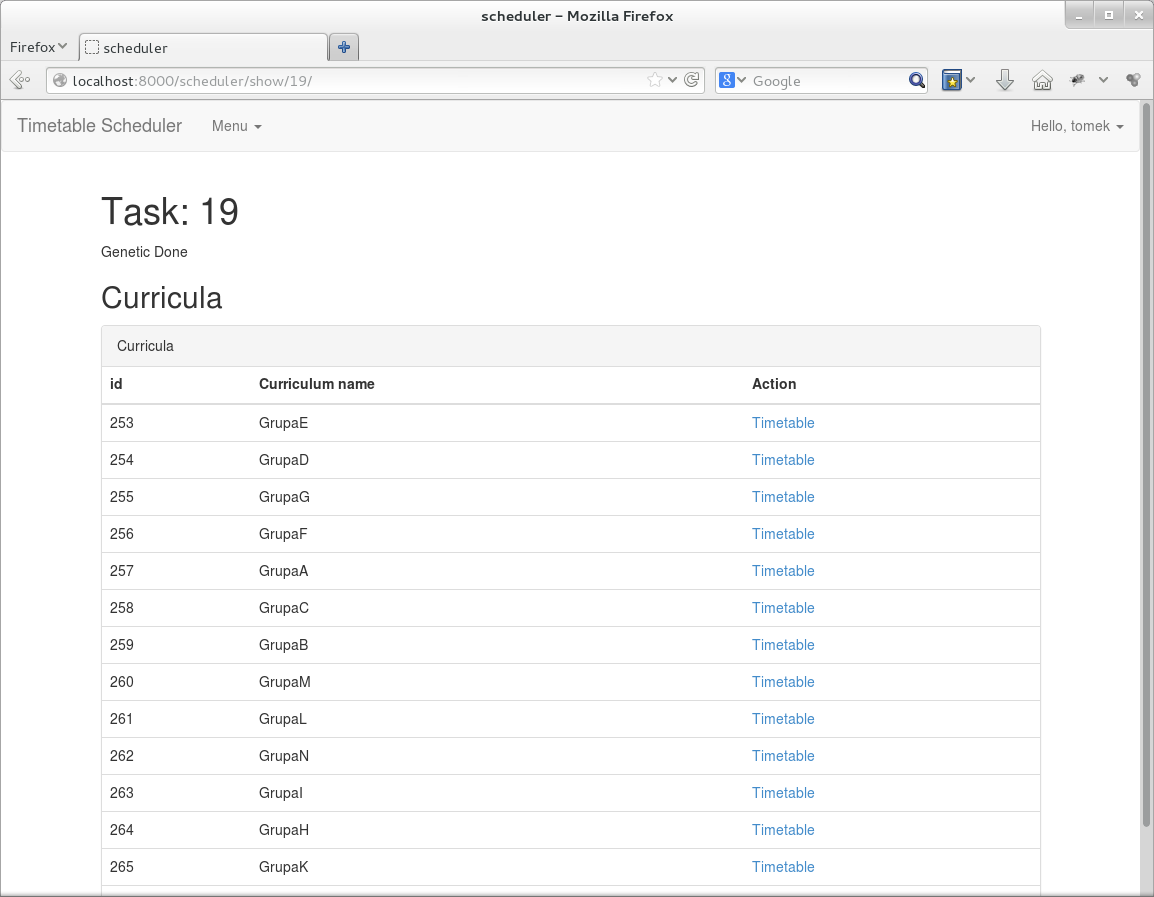 scheduler – Mozilla Firefox
Firefox
scheduler
localhost:8000/scheduler/show/19/
8 Google
Timetable Scheduler Menu Hello, tomek
Task: 19
Genetic Done
Curricula
Curricula
id Curriculum name Action
253 GrupaE Timetable
254 GrupaD Timetable
255 GrupaG Timetable
256 GrupaF Timetable
257 GrupaA Timetable
258 GrupaC Timetable
259 GrupaB Timetable
260 GrupaM Timetable
261 GrupaL Timetable
262 GrupaN Timetable
263 GrupaI Timetable
264 GrupaH Timetable
265 GrupaK Timetable